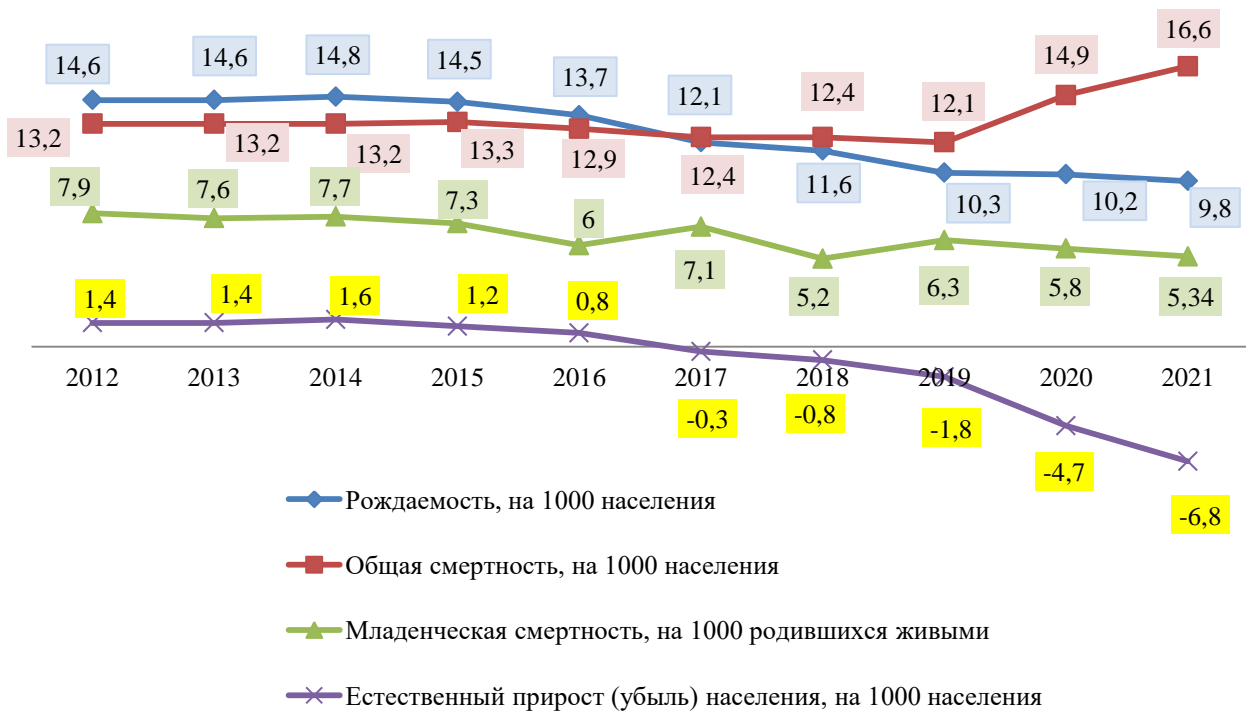 14,6 14,6 14,8 14,5 13,7 12,1 12,4 12,1 14,9 16,6
13,2 13,2 13,2 13,3 12,9 12,4 11,6 10,3 10,2 9,8
7,9 7,6 7,7 7,3 6 7,1 5,2 6,3 5,8 5,34
1,4 1,4 1,6 1,2 0,8
2012 2013 2014 2015 2016 2017 2018 2019 2020 2021
-0,3 -0,8 -1,8 -4,7 -6,8
Рождаемость, на 1000 населения
Общая смертность, на 1000 населения
Младенческая смертность, на 1000 родившихся живыми
Естественный прирост (убыль) населения, на 1000 населения